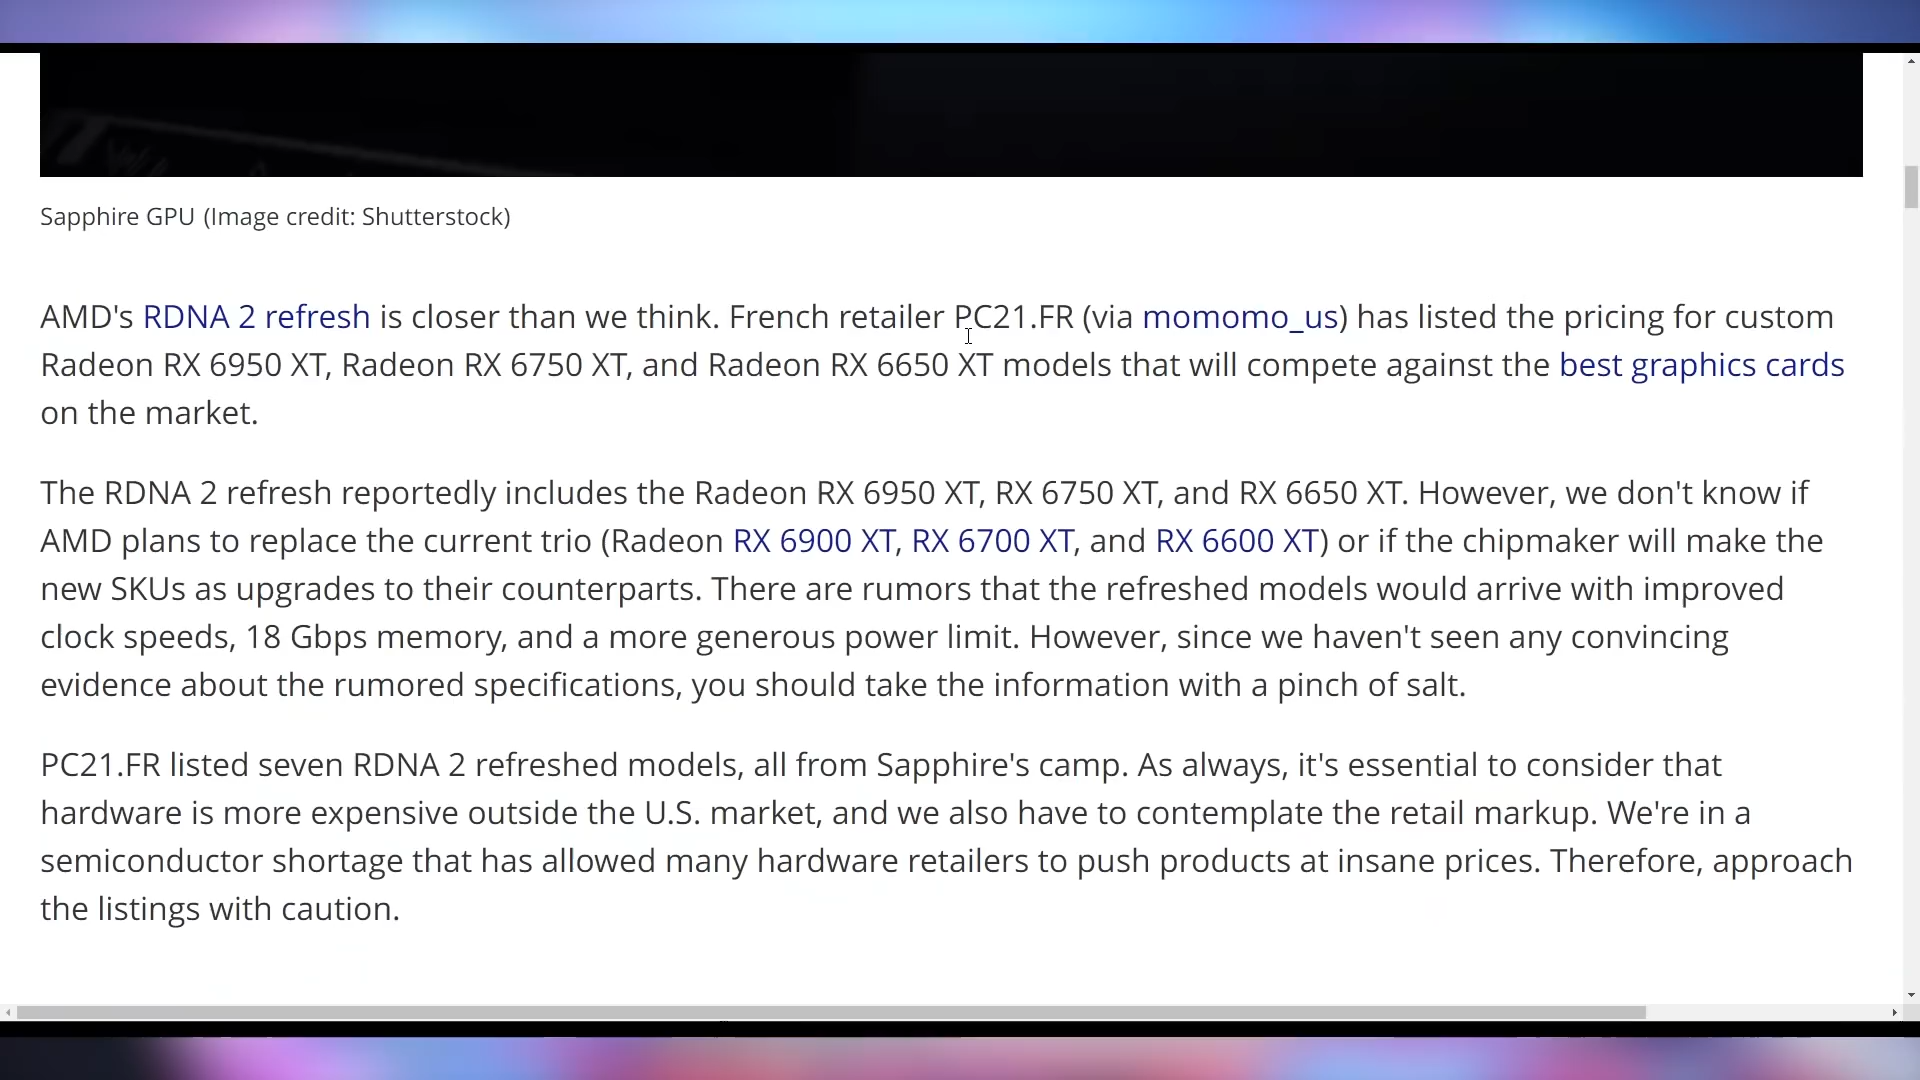 Sapphire GPU (Image credit: Shutterstock)
AMD's RDNA 2 refresh is closer than we think. French retailer PC21.FR (via momomo_us) has listed the pricing for custom
Radeon RX 6950 XT, Radeon RX 6750 XT, and Radeon RX 6650 XT models that will compete against the best graphics cards
on the market.
The RDNA 2 refresh reportedly includes the Radeon RX 6950 XT, RX 6750 XT, and RX 6650 XT. However, we don't know if
AMD plans to replace the current trio (Radeon RX 6900 XT, RX 6700 XT, and RX 6600 XT) or if the chipmaker will make the
new SKUs as upgrades to their counterparts. There are rumors that the refreshed models would arrive with improved
clock speeds, 18 Gbps memory, and a more generous power limit. However, since we haven't seen any convincing
evidence about the rumored specifications, you should take the information with a pinch of salt.
PC21.FR listed seven RDNA 2 refreshed models, all from Sapphire's camp. As always, it's essential to consider that
hardware is more expensive outside the U.S. market, and we also have to contemplate the retail markup. We're in a
semiconductor shortage that has allowed many hardware retailers to push products at insane prices. Therefore, approach
the listings with caution.